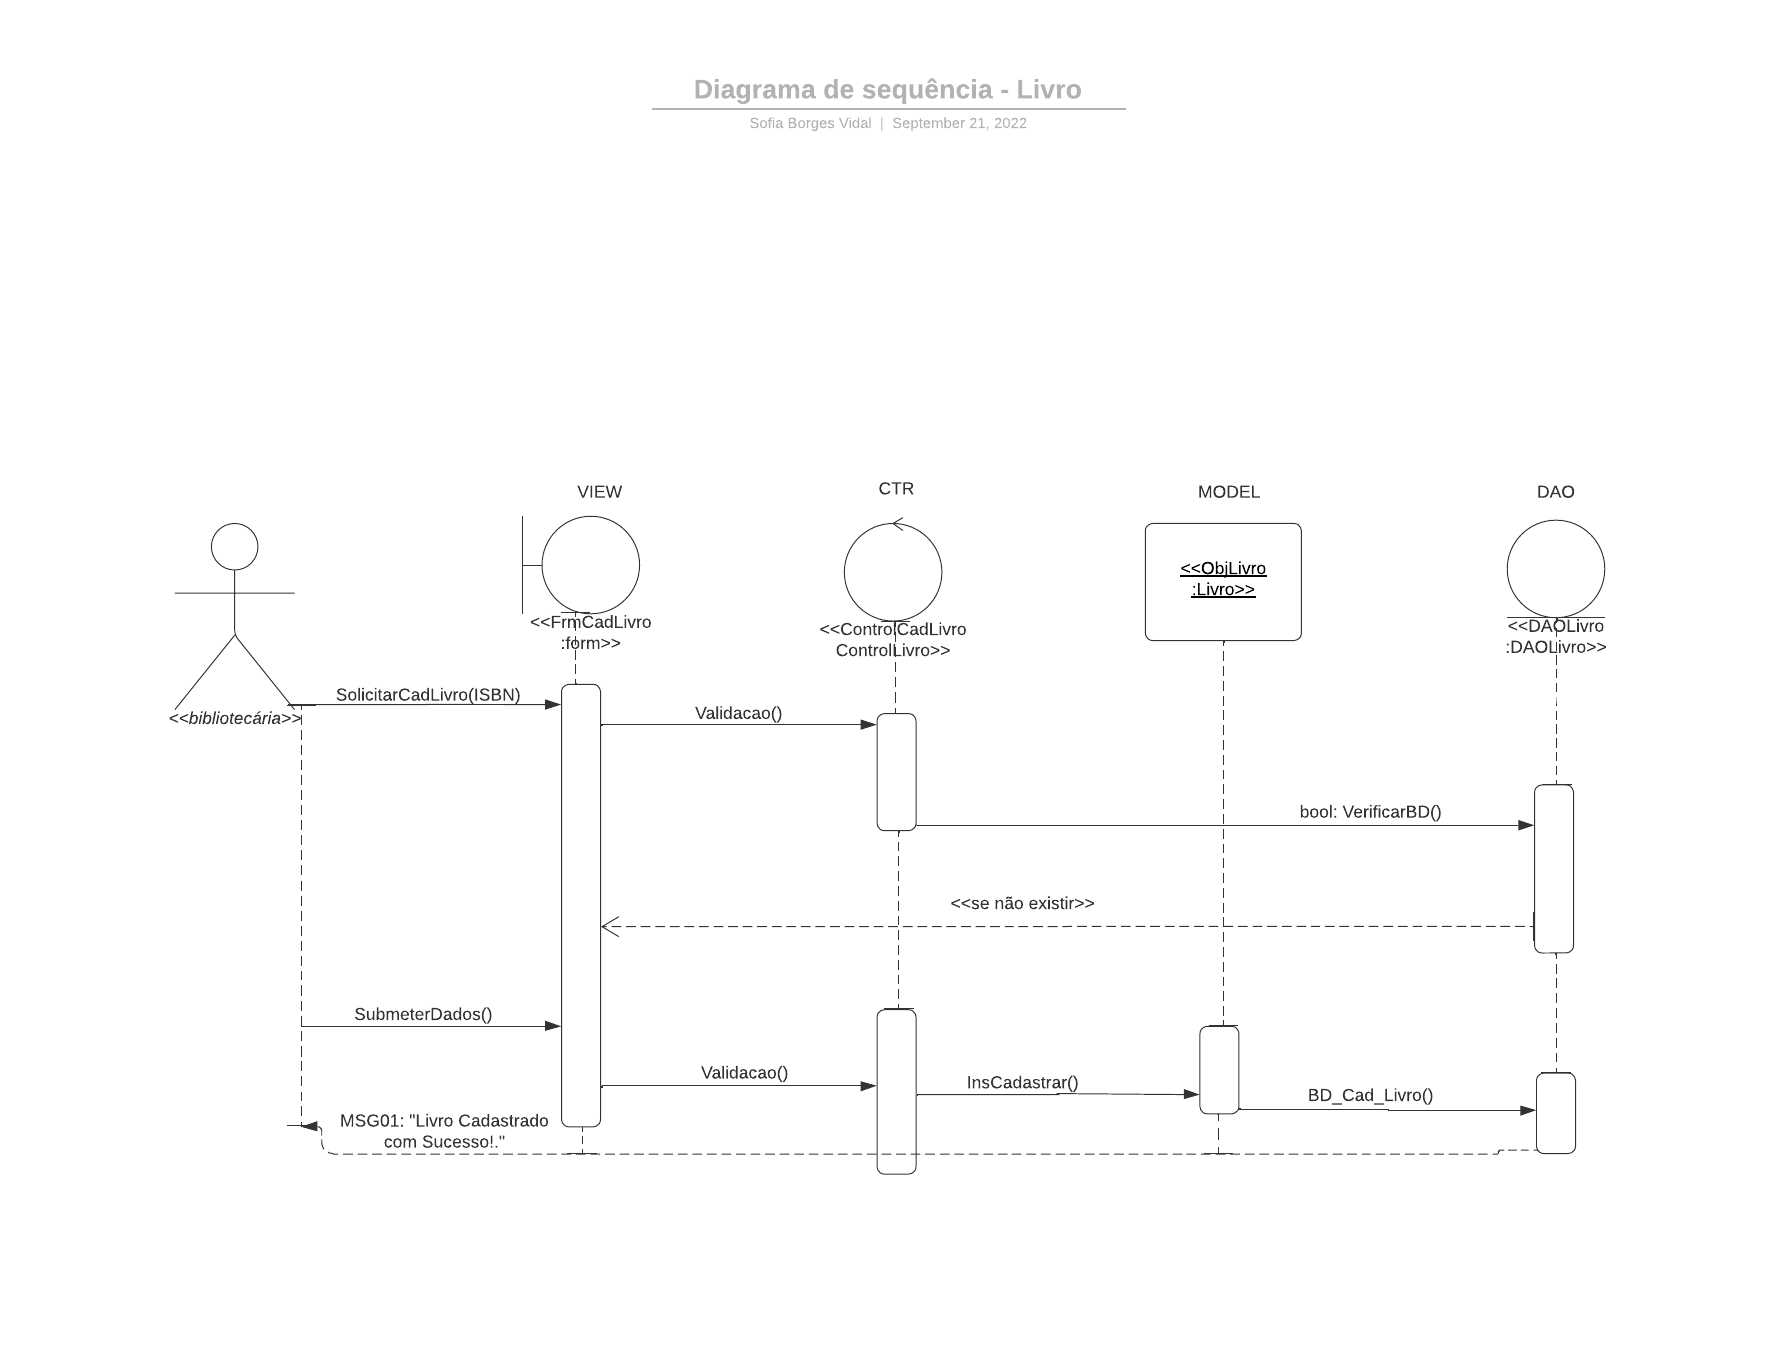 Diagrama de sequência - Livro
Sofia Borges Vidal | September 21, 2022
VIEW
CTR
MODEL
DAO
<<FrmCadLivro
:form>>
<<ControlCadLivro
ControlLivro>>
<<ObjLivro
:Livro>>
<<DAOLivro
:DAOLivro>>
<<bibliotecária>>
SolicitarCadLivro(ISBN)
Validacao()
bool: VerificarBD()
<<se não existir>>
SubmeterDados()
Validacao()
InsCadastrar()
BD_Cad_Livro()
MSG01: "Livro Cadastrado
com Sucesso!."